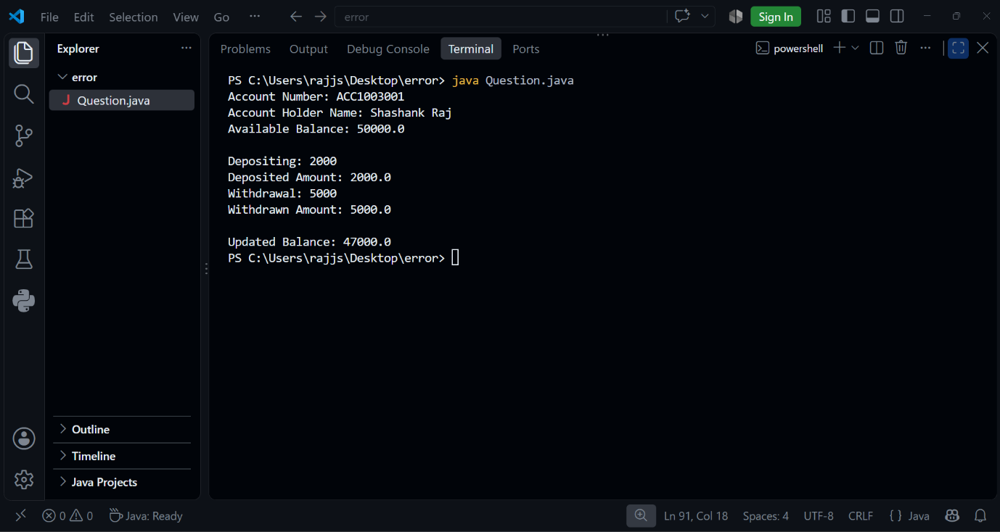 File Edit Selection View Go ··· error Sign In
Explorer ···
error
Question.java
Outline
Timeline
Java Projects
Problems Output Debug Console Terminal Ports powershell ···
PS C:\Users\rajjs\Desktop\error> java Question.java
Account Number: ACC1003001
Account Holder Name: Shashank Raj
Available Balance: 50000.0
Depositing: 2000
Deposited Amount: 2000.0
Withdrawal: 5000
Withdrawn Amount: 5000.0
Updated Balance: 47000.0
PS C:\Users\rajjs\Desktop\error>
0 0 Java: Ready Ln 91, Col 18 Spaces: 4 UTF-8 CRLF { } Java